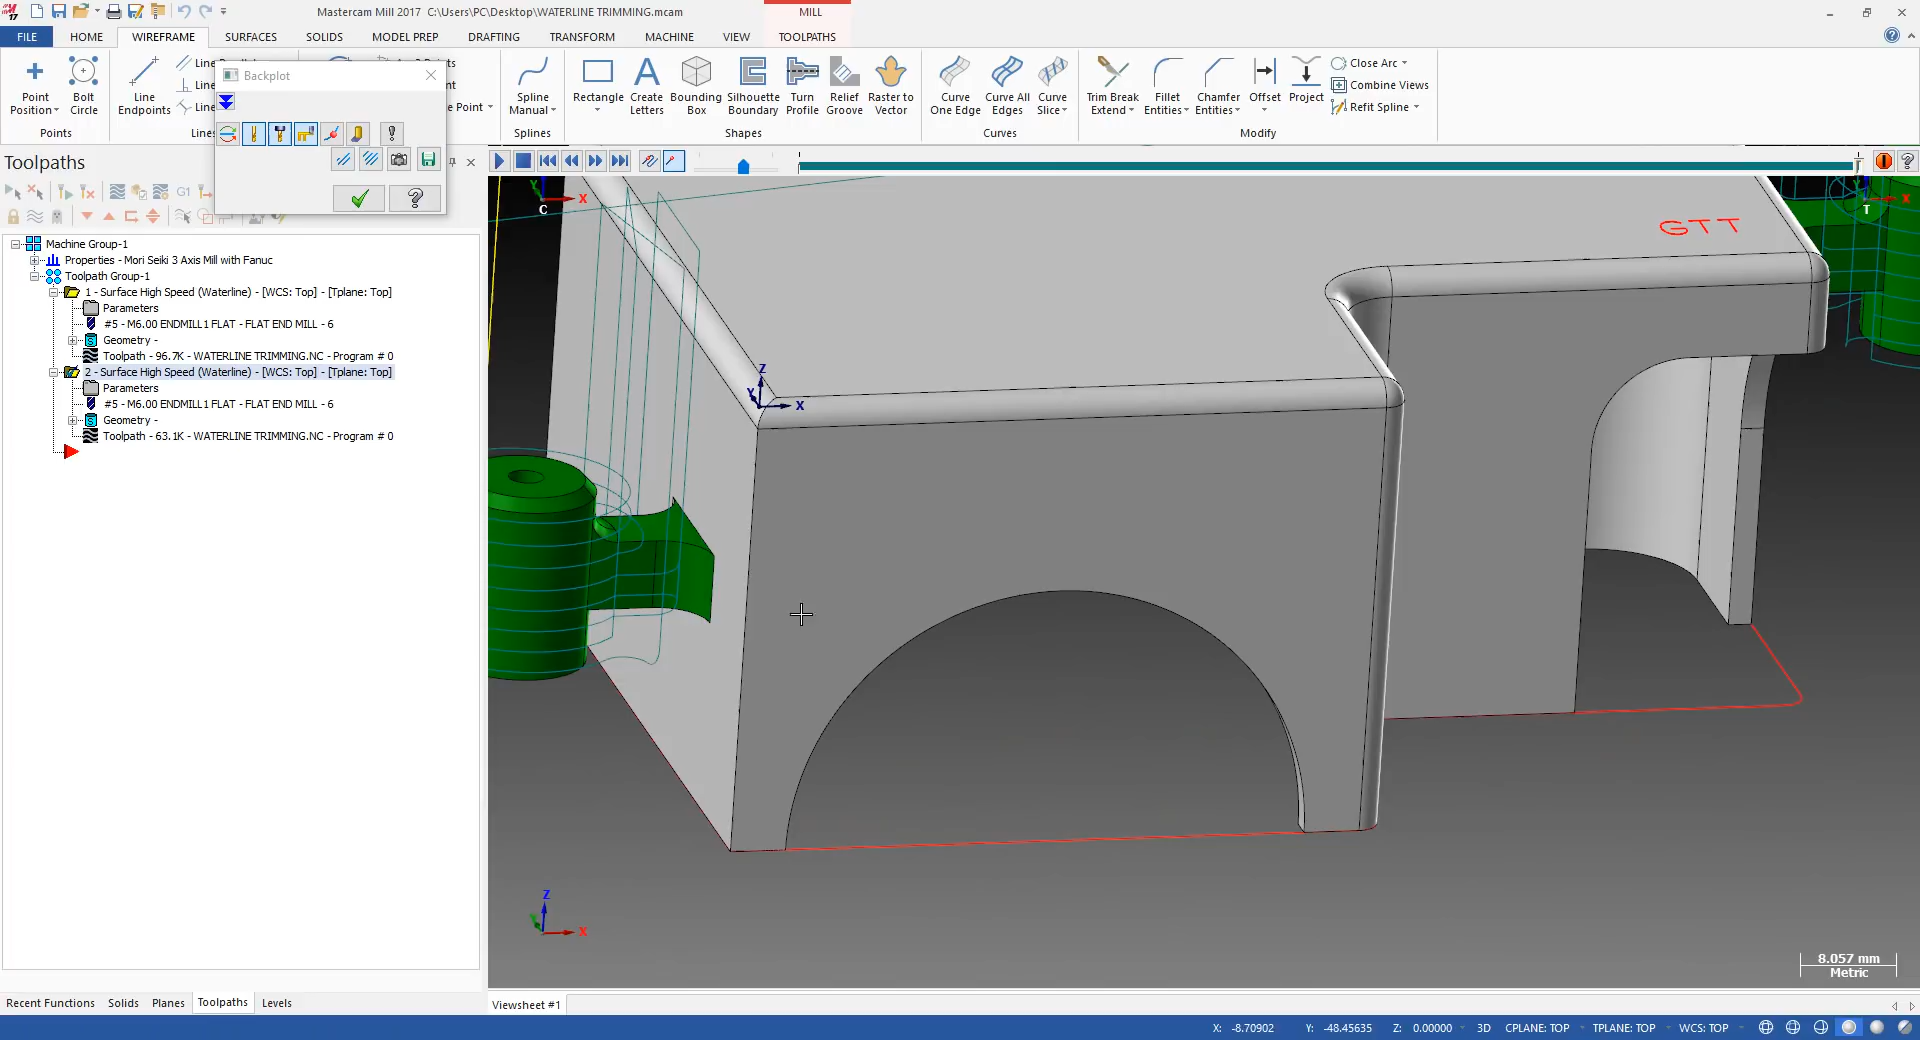 Mastercam Mill 2017 C:\Users\PC\Desktop\WATERLINE TRIMMING.mcam
MILL
FILE HOME WIREFRAME SURFACES SOLIDS MODEL PREP DRAFTING TRANSFORM MACHINE VIEW TOOLPATHS
Point Position
Bolt Circle
Points
Line Endpoints
Line
Line
Line
Lines
Backplot
Point
Spline Manual
Splines
Rectangle
Create Letters
Bounding Box
Silhouette Boundary
Turn Profile
Relief Groove
Raster to Vector
Shapes
Curve One Edge
Curve All Edges
Curve Slice
Curves
Trim Break Extend
Fillet Entities
Chamfer Entities
Offset
Project
Close Arc
Combine Views
Refit Spline
Modify
Toolpaths
G1
Machine Group-1
Properties - Mori Seiki 3 Axis Mill with Fanuc
Toolpath Group-1
1 - Surface High Speed (Waterline) - [WCS: Top] - [Tplane: Top]
Parameters
#5 - M6.00 ENDMILL1 FLAT - FLAT END MILL - 6
Geometry -
Toolpath - 96.7K - WATERLINE TRIMMING.NC - Program # 0
2 - Surface High Speed (Waterline) - [WCS: Top] - [Tplane: Top]
Parameters
#5 - M6.00 ENDMILL1 FLAT - FLAT END MILL - 6
Geometry -
Toolpath - 63.1K - WATERLINE TRIMMING.NC - Program # 0
Y X
C
X
T
GTT
Z
Y X
Z
X
8.057 mm
Metric
Recent Functions Solids Planes Toolpaths Levels
Viewsheet #1
X: -8.70902 Y: -48.45635 Z: 0.00000 3D CPLANE: TOP TPLANE: TOP WCS: TOP